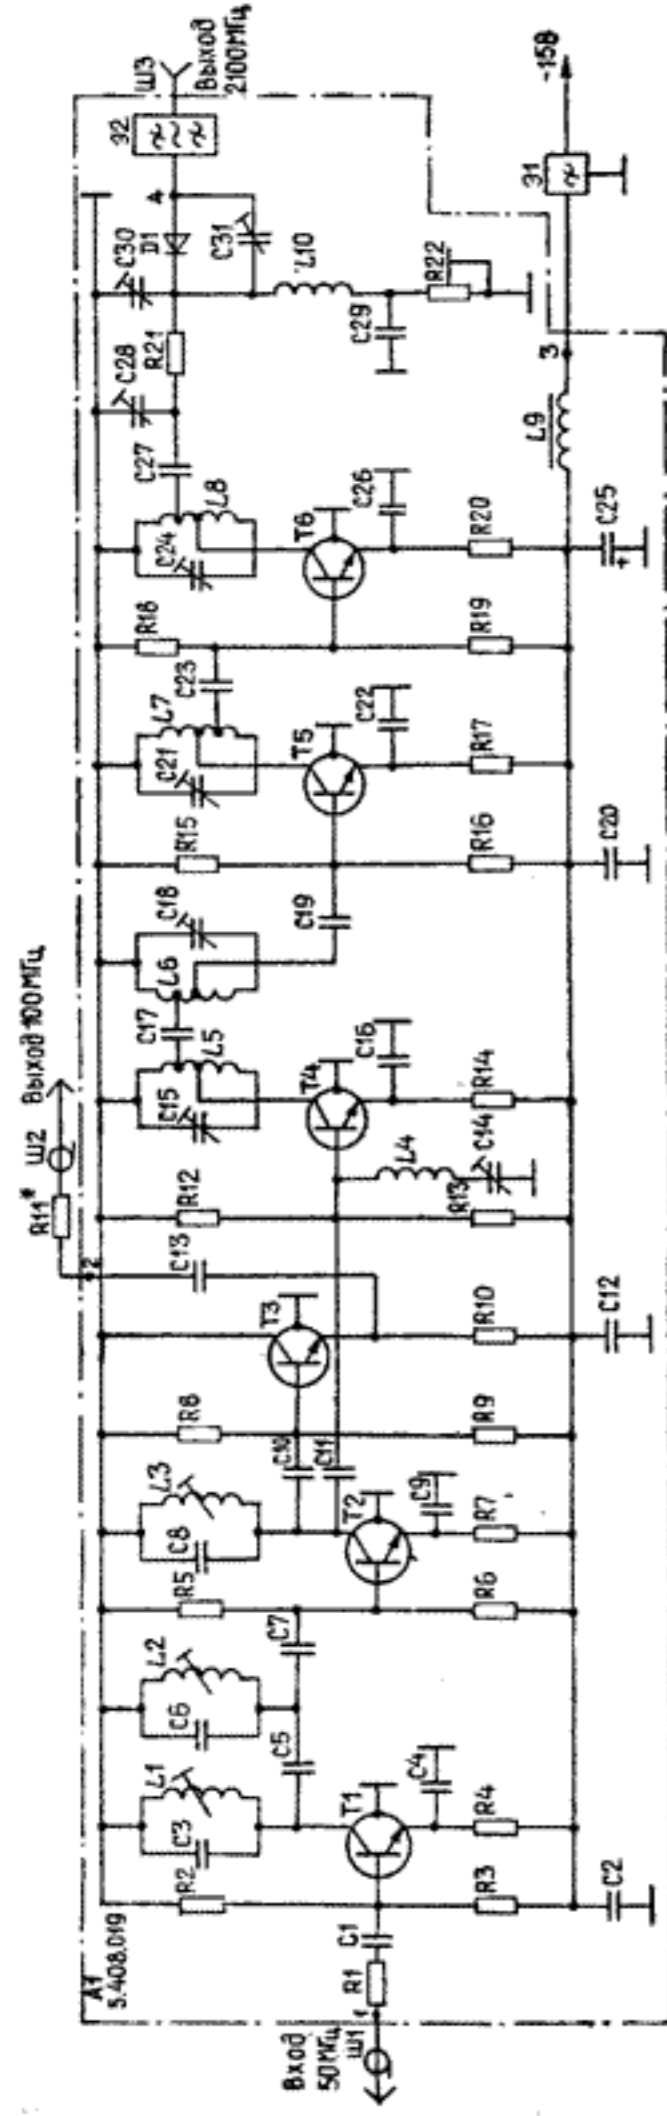 А1
5.408.019
Вход
50 МГц
Ш1
1
R1
C1
R2
R3
C2
C3
L1
T1
C4
R4
C5
C6
L2
C7
R5
R6
C8
L3
T2
C9
R7
C10
C11
R8
R9
T3
R10
C12
C13
2
R11*
Ш2
Выход 100МГц
R12
R13
L4
C14
T4
C15
L5
C16
R14
C17
L6
C18
C19
R15
R16
C20
C21
L7
T5
C22
R17
C23
R18
R19
C24
L8
T6
C26
R20
C25
C27
C28
R21
L9
3
C30
Д1
C31
L10
C29
R22
4
Э2
Ш3
Выход
2100МГц
Э1
-15В